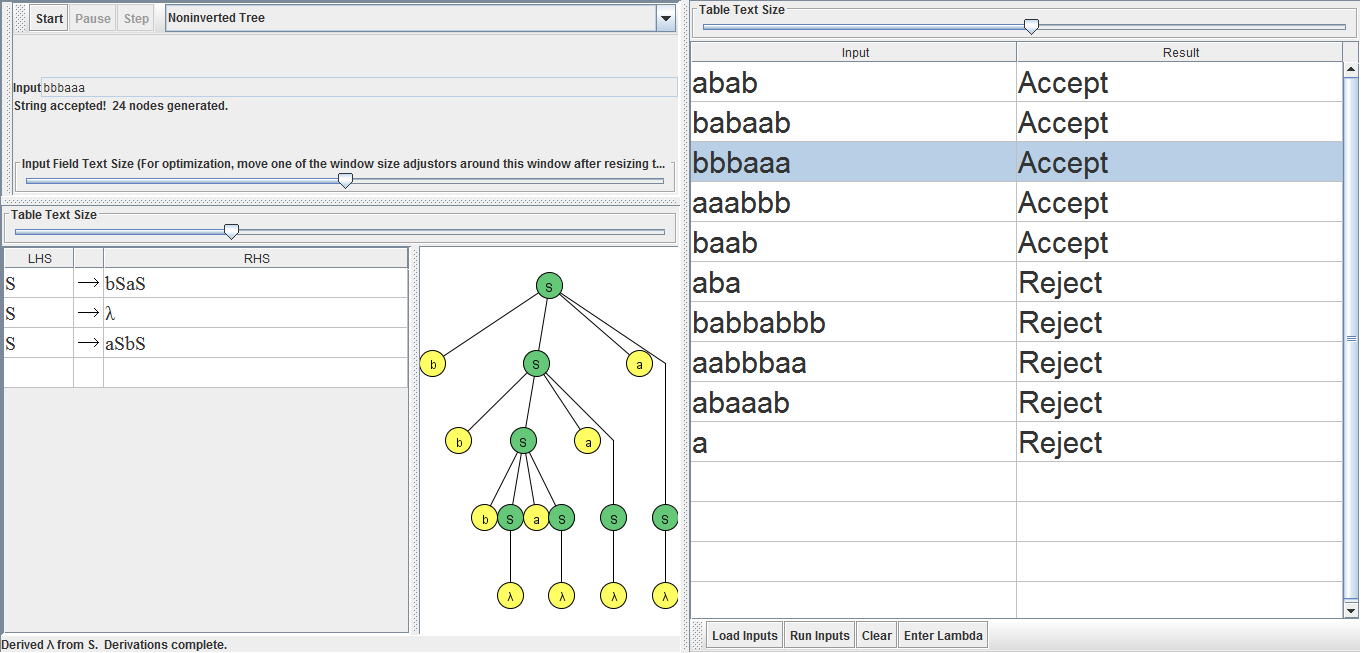 Start Pause Step Noninverted Tree
Input bbbaaa
String accepted! 24 nodes generated.
Input Field Text Size (For optimization, move one of the window size adjustors around this window after resizing t...
Table Text Size
LHS RHS
S → bSaS
S → λ
S → aSbS
S
b S a
b S a
b S a S S S
λ λ λ λ
Derived λ from S. Derivations complete.
Table Text Size
Input Result
abab Accept
babaab Accept
bbbaaa Accept
aaabbb Accept
baab Accept
aba Reject
babbabbb Reject
aabbbaa Reject
abaaab Reject
a Reject
Load Inputs Run Inputs Clear Enter Lambda